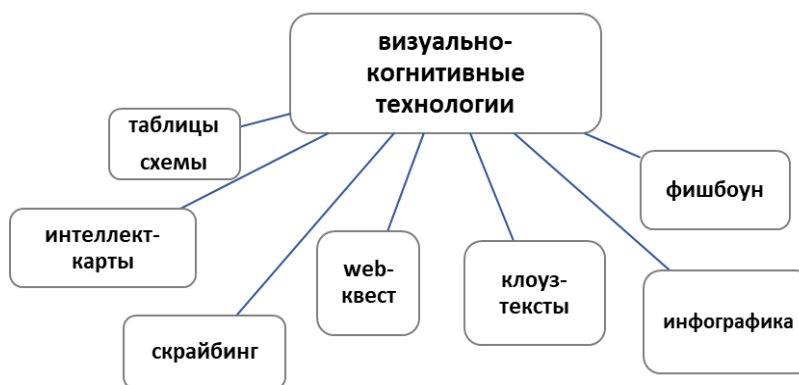 визуально-
когнитивные
технологии
таблицы
схемы
фишбоун
интеллект-
карты
web-
квест
клоуз-
тексты
инфографика
скрайбинг